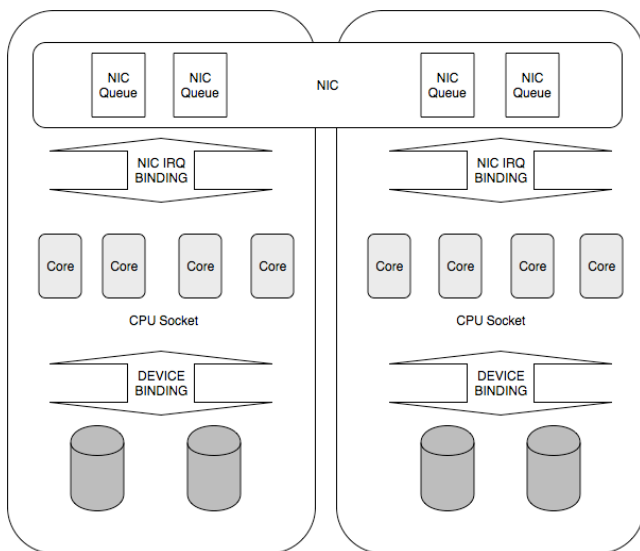 NIC
Queue
NIC
Queue
NIC
NIC
Queue
NIC
Queue
NIC IRQ
BINDING
NIC IRQ
BINDING
Core
Core
Core
Core
Core
Core
Core
Core
CPU Socket
CPU Socket
DEVICE
BINDING
DEVICE
BINDING